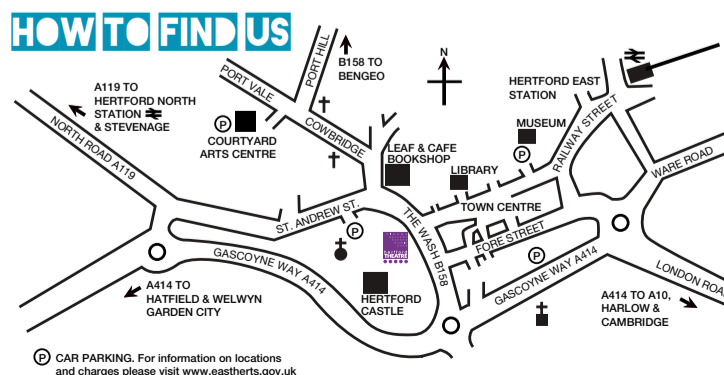 HOW TO FIND US
B158 TO
BENGEO
N
PORT HILL
PORT VALE
A119 TO
HERTFORD NORTH
STATION
& STEVENAGE
NORTH ROAD A119
P
COURTYARD
ARTS CENTRE
COWBRIDGE
HERTFORD EAST
STATION
MUSEUM
P
RAILWAY STREET
WARE ROAD
LEAF & CAFE
BOOKSHOP
LIBRARY
TOWN CENTRE
ST. ANDREW ST.
P
THEATRE
THE WASH B158
FORE STREET
P
GASCOYNE WAY A414
HERTFORD
CASTLE
GASCOYNE WAY A414
LONDON ROAD
A414 TO
HATFIELD & WELWYN
GARDEN CITY
A414 TO A10,
HARLOW &
CAMBRIDGE
P CAR PARKING. For information on locations
and charges please visit www.eastherts.gov.uk